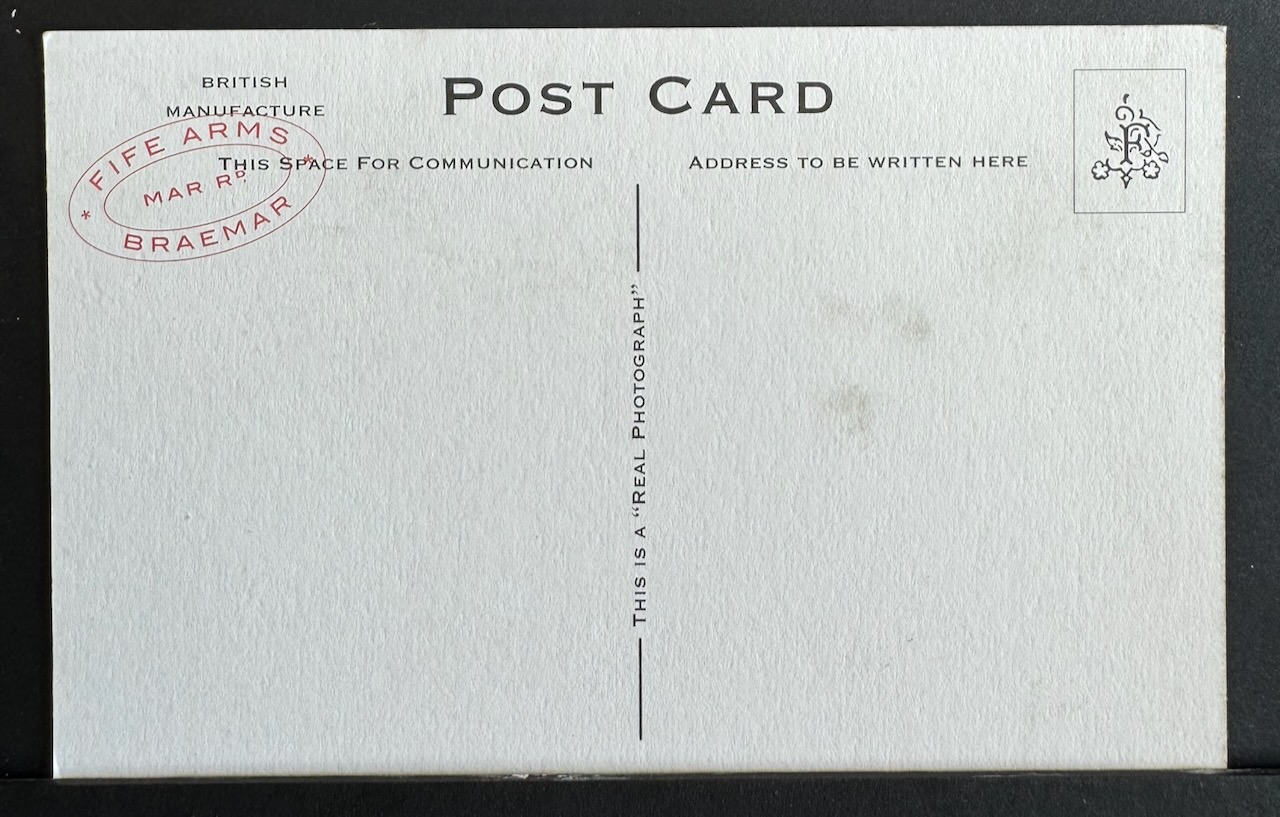 BRITISH
MANUFACTURE
POST CARD
FIFE ARMS
MAR RD.
BRAEMAR
THIS SPACE FOR COMMUNICATION
ADDRESS TO BE WRITTEN HERE
F
THIS IS A “REAL PHOTOGRAPH”